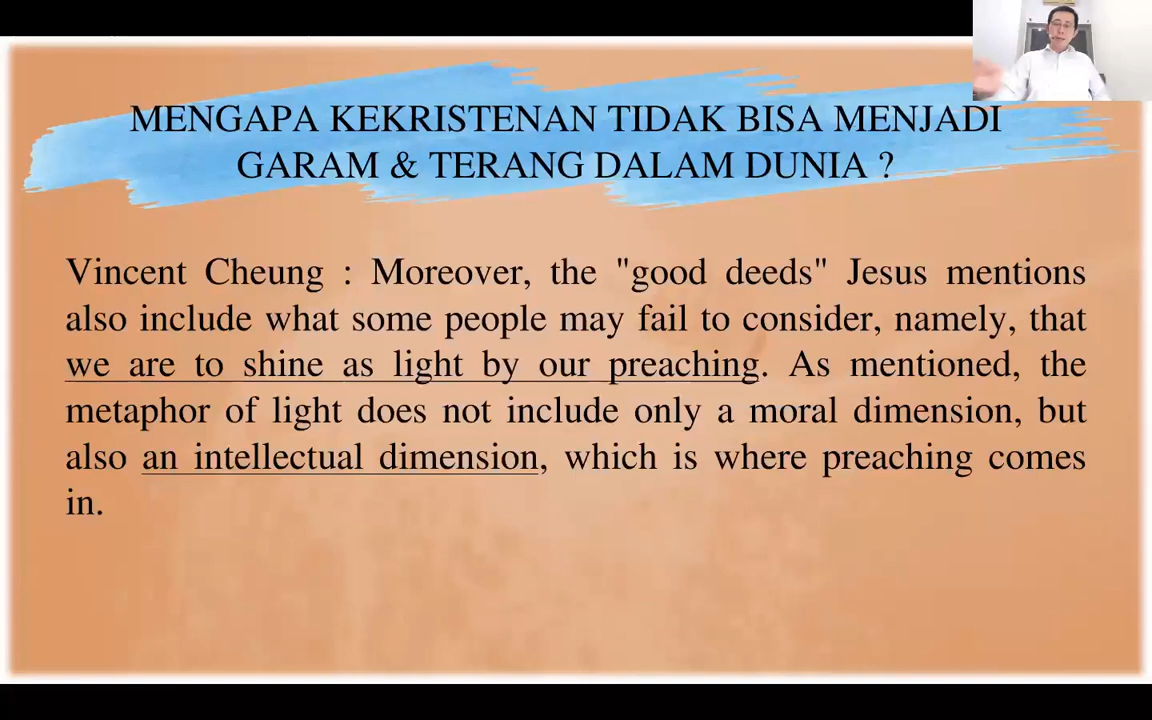 MENGAPA KEKRISTENAN TIDAK BISA MENJADI
GARAM & TERANG DALAM DUNIA ?
Vincent Cheung : Moreover, the "good deeds" Jesus mentions
also include what some people may fail to consider, namely, that
we are to shine as light by our preaching. As mentioned, the
metaphor of light does not include only a moral dimension, but
also an intellectual dimension, which is where preaching comes
in.